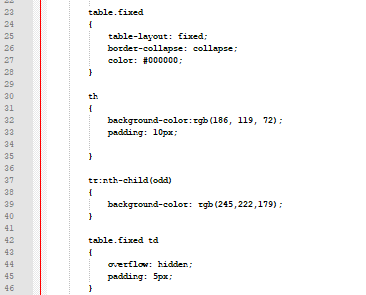 23 table.fixed
24 {
25 table-layout: fixed;
26 border-collapse: collapse;
27 color: #000000;
28 }
29
30 th
31 {
32 background-color:rgb(186, 119, 72);
33 padding: 10px;
34
35 }
36
37 tr:nth-child(odd)
38 {
39 background-color: rgb(245,222,179);
40 }
41
42 table.fixed td
43 {
44 overflow: hidden;
45 padding: 5px;
46 }